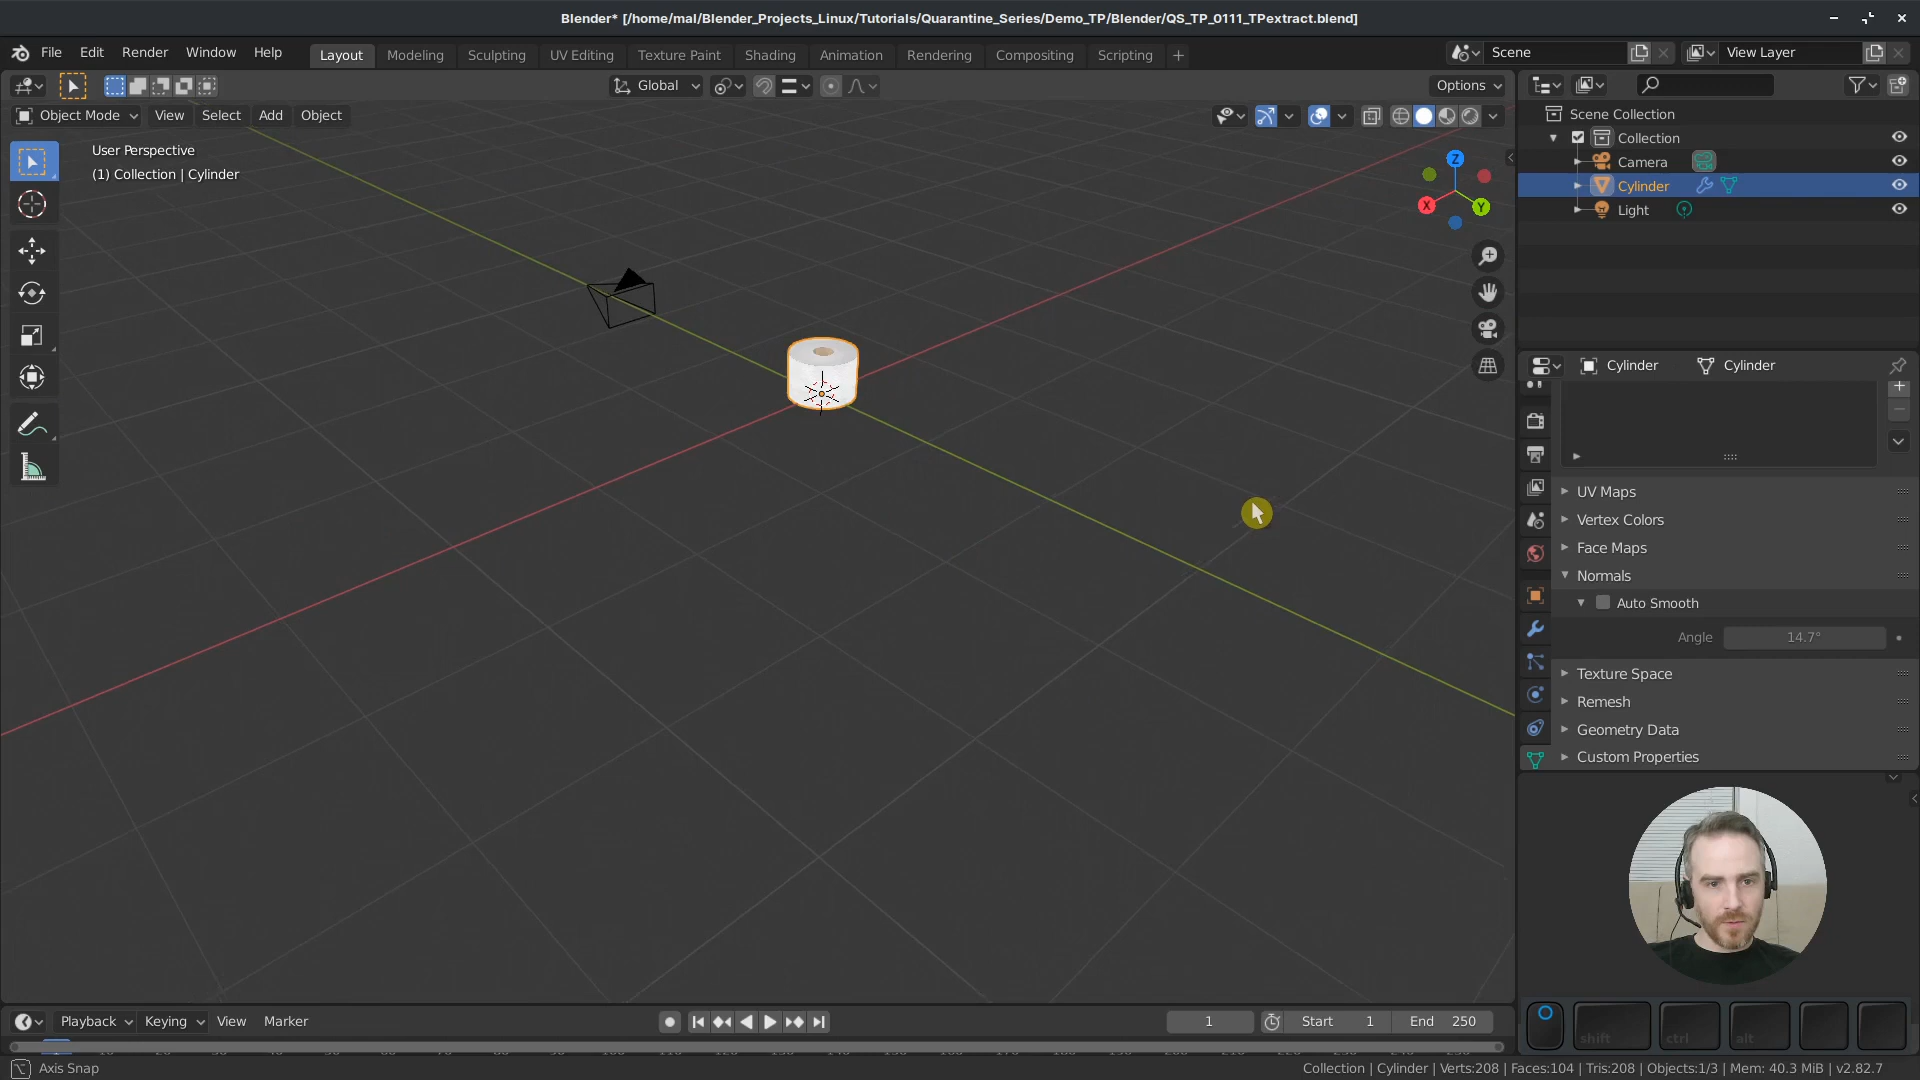 Blender* [/home/mal/Blender_Projects_Linux/Tutorials/Quarantine_Series/Demo_TP/Blender/QS_TP_0111_TPextract.blend]
File Edit Render Window Help Layout Modeling Sculpting UV Editing Texture Paint Shading Animation Rendering Compositing Scripting + Scene View Layer
Global Options
Object Mode View Select Add Object
User Perspective
(1) Collection | Cylinder
Z
X
Y
Scene Collection
Collection
Camera
Cylinder
Light
Cylinder Cylinder
UV Maps
Vertex Colors
Face Maps
Normals
Auto Smooth
Angle 14.7°
Texture Space
Remesh
Geometry Data
Custom Properties
Playback Keying View Marker 1 Start 1 End 250
shift ctrl alt
Axis Snap
Collection | Cylinder | Verts:208 | Faces:104 | Tris:208 | Objects:1/3 | Mem: 40.3 MiB | v2.82.7